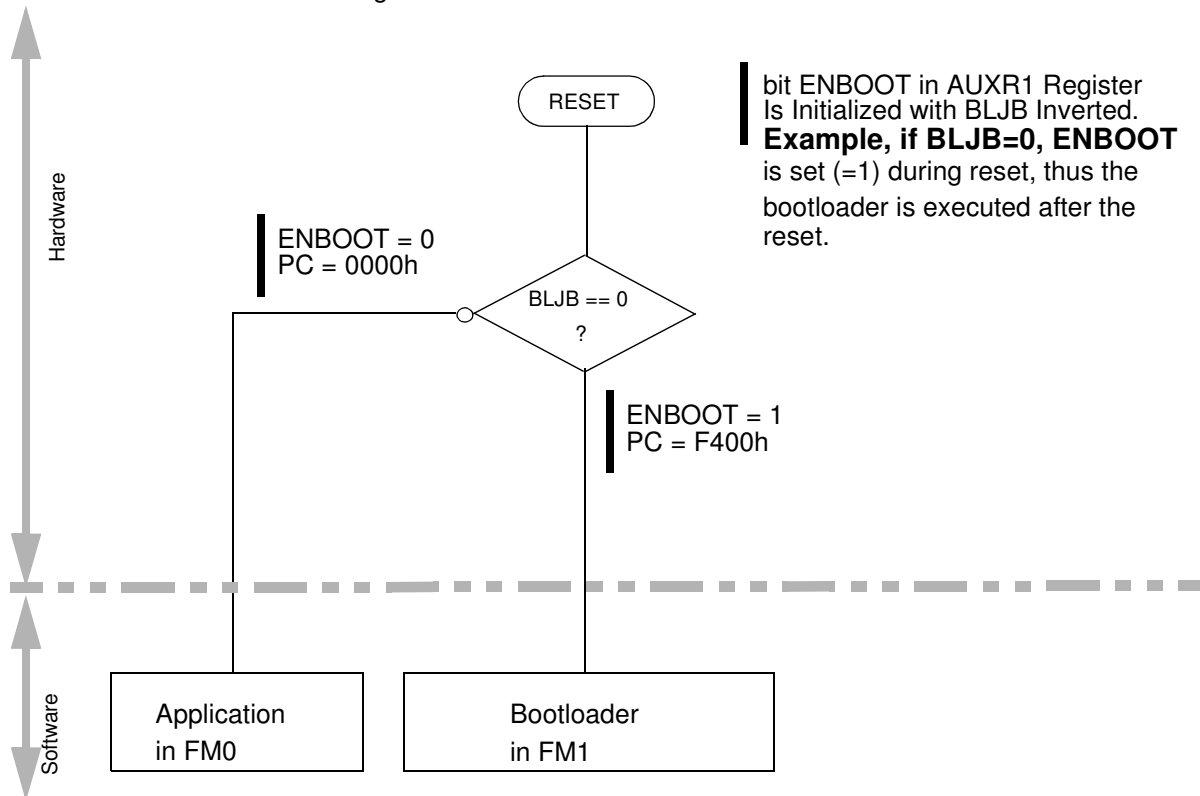 RESET
bit ENBOOT in AUXR1 Register
Is Initialized with BLJB Inverted.
Example, if BLJB=0, ENBOOT
is set (=1) during reset, thus the
bootloader is executed after the
reset.
Hardware
ENBOOT = 0
PC = 0000h
BLJB == 0
?
ENBOOT = 1
PC = F400h
Software
Application
in FM0
Bootloader
in FM1